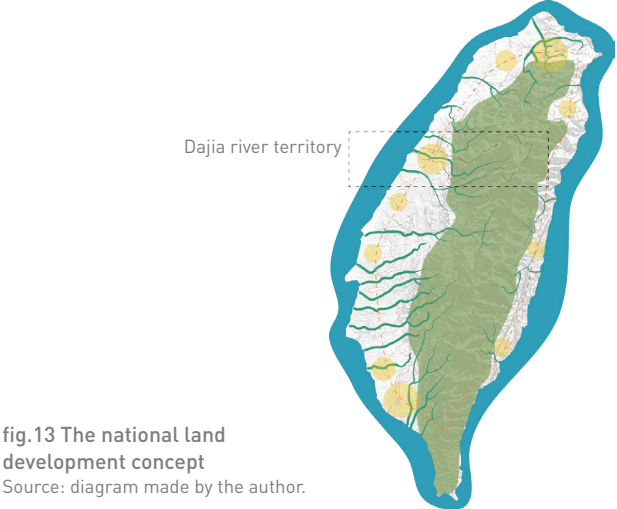 Dajia river territory
fig.13 The national land
development concept
Source: diagram made by the author.